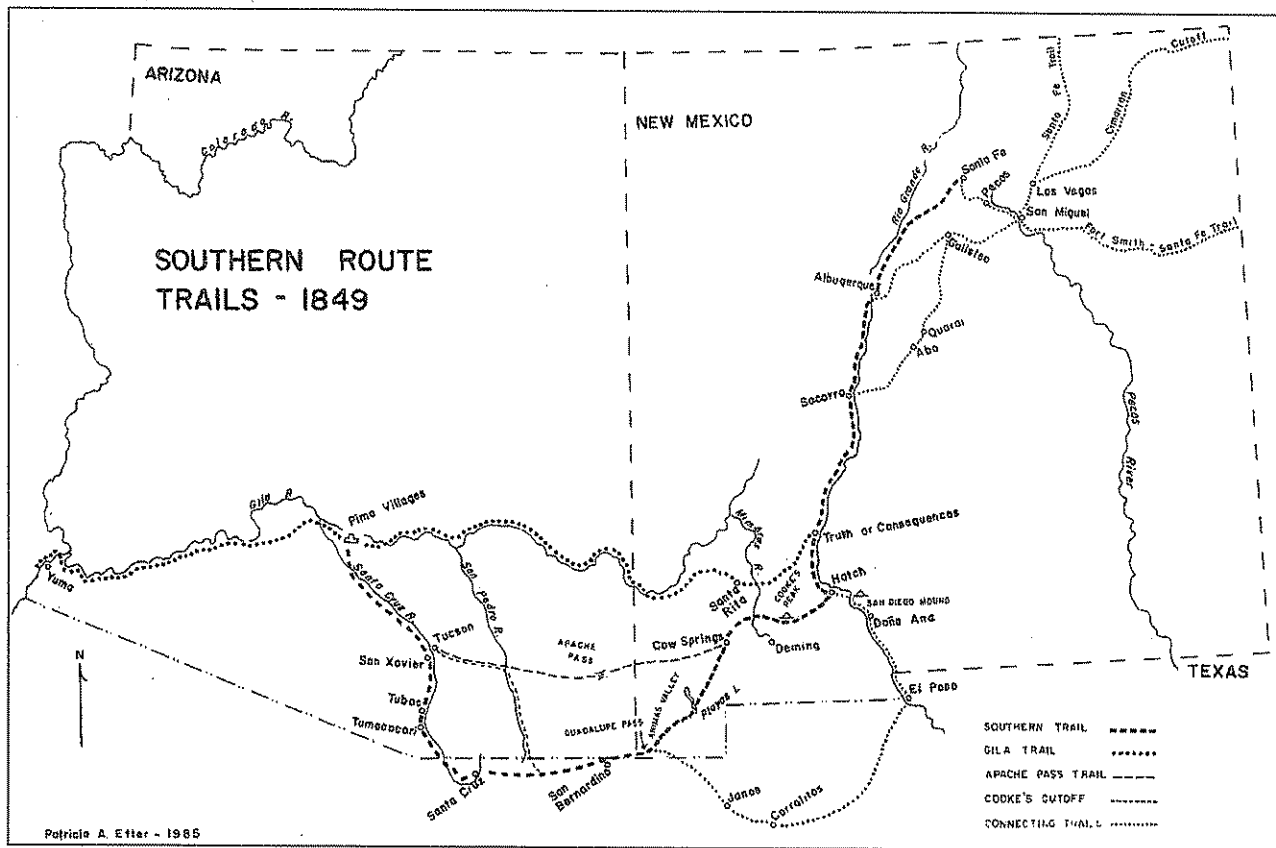 ARIZONA
Colorado R.
NEW MEXICO
SOUTHERN ROUTE
TRAILS - 1849
Rio Grande R.
Santa Fe
Pecos
Santa Fe Trail
Cimarron Cutoff
Las Vegas
San Miguel
Fort Smith - Santa Fe Trail
Galisteo
Albuquerque
Quarai
Abo
Socorro
Pecos River
Gila R.
Pima Villages
Yuma
Santa Cruz R.
San Pedro R.
Mimbres R.
Truth or Consequences
Santa Rita
COOKE'S PEAK
Hatch
SAN DIEGO MOUND
Doña Ana
Tucson
San Xavier
APACHE PASS
Cow Springs
Deming
Tubac
Tumacacari
GUADALUPE PASS
ANIMAS VALLEY
Playas L.
El Paso
TEXAS
N
Santa Cruz
San Bernardino
Janos
Corralitos
SOUTHERN TRAIL
GILA TRAIL
APACHE PASS TRAIL
COOKE'S CUTOFF
CONNECTING TRAILS
Patricia A. Etter - 1985